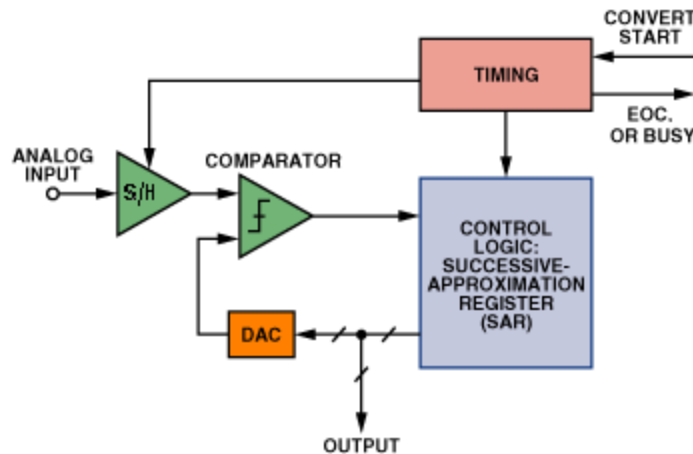 CONVERT
START
TIMING
EOC.
OR BUSY
ANALOG
INPUT
S/H
COMPARATOR
CONTROL
LOGIC:
SUCCESSIVE-
APPROXIMATION
REGISTER
(SAR)
DAC
OUTPUT